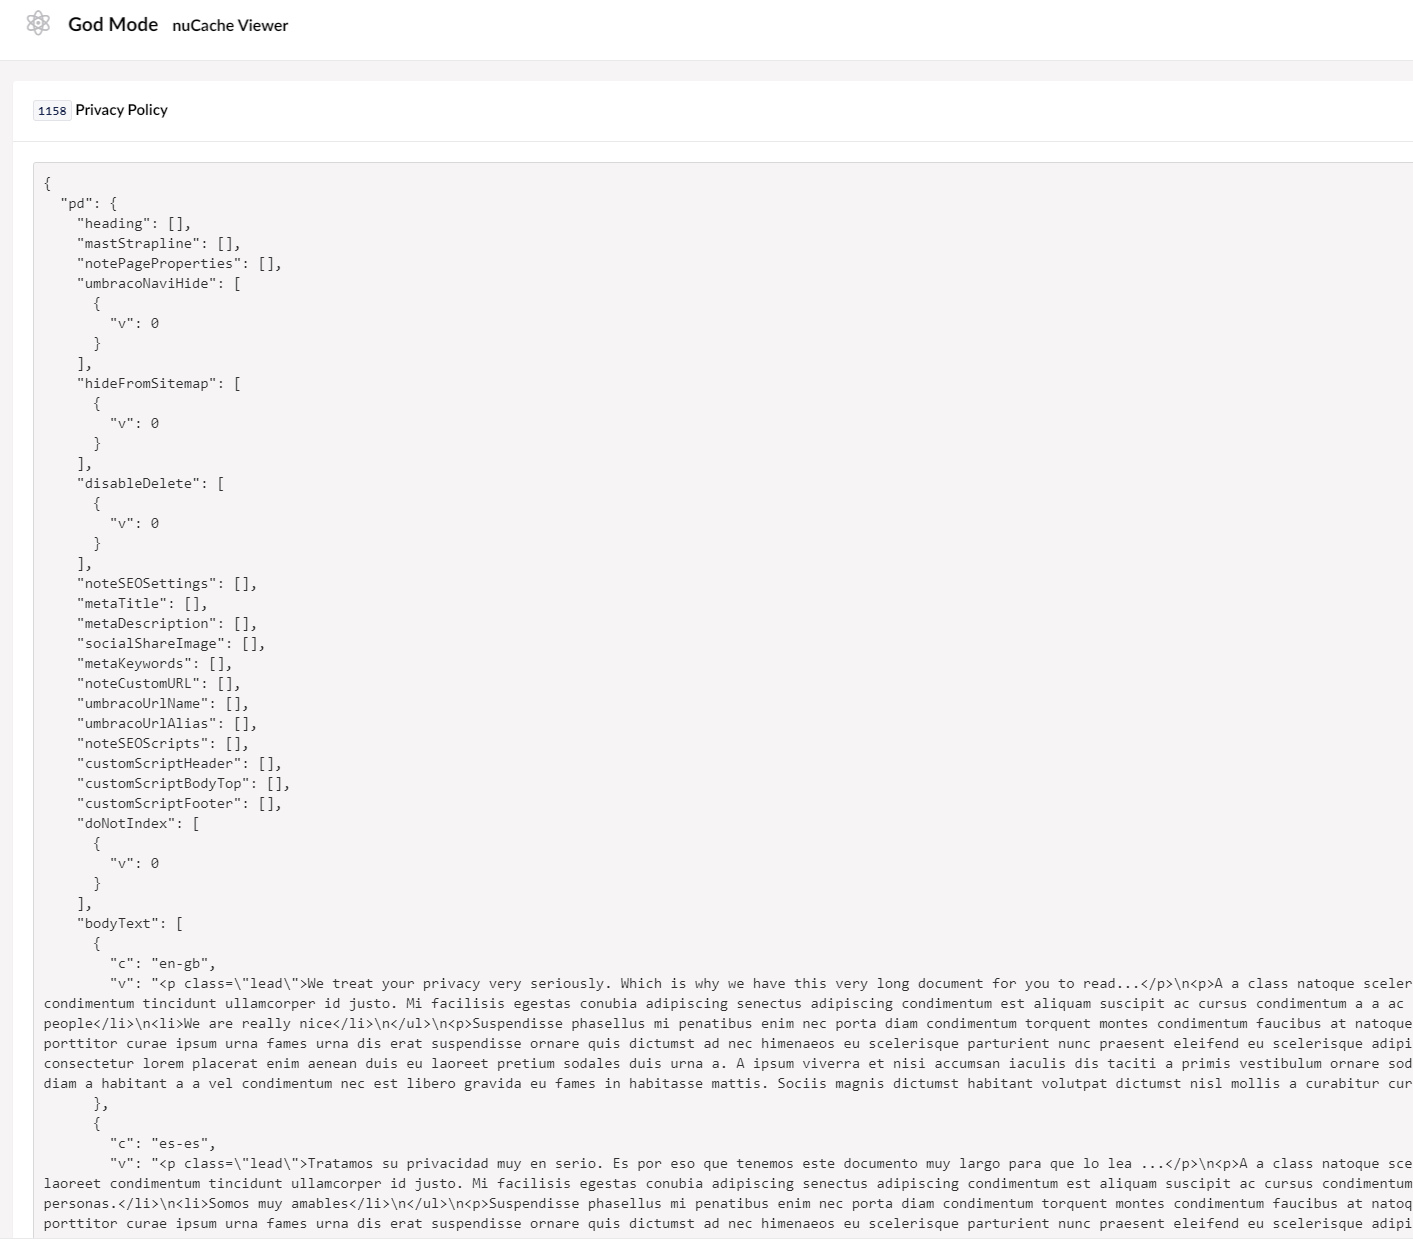 God Mode nuCache Viewer
1158 Privacy Policy
{
"pd": {
"heading": [],
"mastStrapline": [],
"notePageProperties": [],
"umbracoNaviHide": [
{
"v": 0
}
],
"hideFromSitemap": [
{
"v": 0
}
],
"disableDelete": [
{
"v": 0
}
],
"noteSEOSettings": [],
"metaTitle": [],
"metaDescription": [],
"socialShareImage": [],
"metaKeywords": [],
"noteCustomURL": [],
"umbracoUrlName": [],
"umbracoUrlAlias": [],
"noteSEOScripts": [],
"customScriptHeader": [],
"customScriptBodyTop": [],
"customScriptFooter": [],
"doNotIndex": [
{
"v": 0
}
],
"bodyText": [
{
"c": "en-gb",
"v": "<p class=\"lead\">We treat your privacy very seriously. Which is why we have this very long document for you to read...</p>\n<p>A a class natoque sceler
condimentum tincidunt ullamcorper id justo. Mi facilisis egestas conubia adipiscing senectus adipiscing condimentum est aliquam suscipit ac cursus condimentum a a ac
people</li>\n<li>We are really nice</li>\n</ul>\n<p>Suspendisse phasellus mi penatibus enim nec porta diam condimentum torquent montes condimentum faucibus at natoque
porttitor curae ipsum urna fames urna dis erat suspendisse ornare quis dictumst ad nec himenaeos eu scelerisque parturient nunc praesent eleifend eu scelerisque adipi
consectetur lorem placerat enim aenean duis eu laoreet pretium sodales duis urna a. A ipsum viverra et nisi accumsan iaculis dis taciti a primis vestibulum ornare sod
diam a habitant a a vel condimentum nec est libero gravida eu fames in habitasse mattis. Sociis magnis dictumst habitant volutpat dictumst nisl mollis a curabitur cur
},
{
"c": "es-es",
"v": "<p class=\"lead\">Tratamos su privacidad muy en serio. Es por eso que tenemos este documento muy largo para que lo lea ...</p>\n<p>A a class natoque sce
laoreet condimentum tincidunt ullamcorper id justo. Mi facilisis egestas conubia adipiscing senectus adipiscing condimentum est aliquam suscipit ac cursus condimentum
personas.</li>\n<li>Somos muy amables</li>\n</ul>\n<p>Suspendisse phasellus mi penatibus enim nec porta diam condimentum torquent montes condimentum faucibus at natoq
porttitor curae ipsum urna fames urna dis erat suspendisse ornare quis dictumst ad nec himenaeos eu scelerisque parturient nunc praesent eleifend eu scelerisque adipi